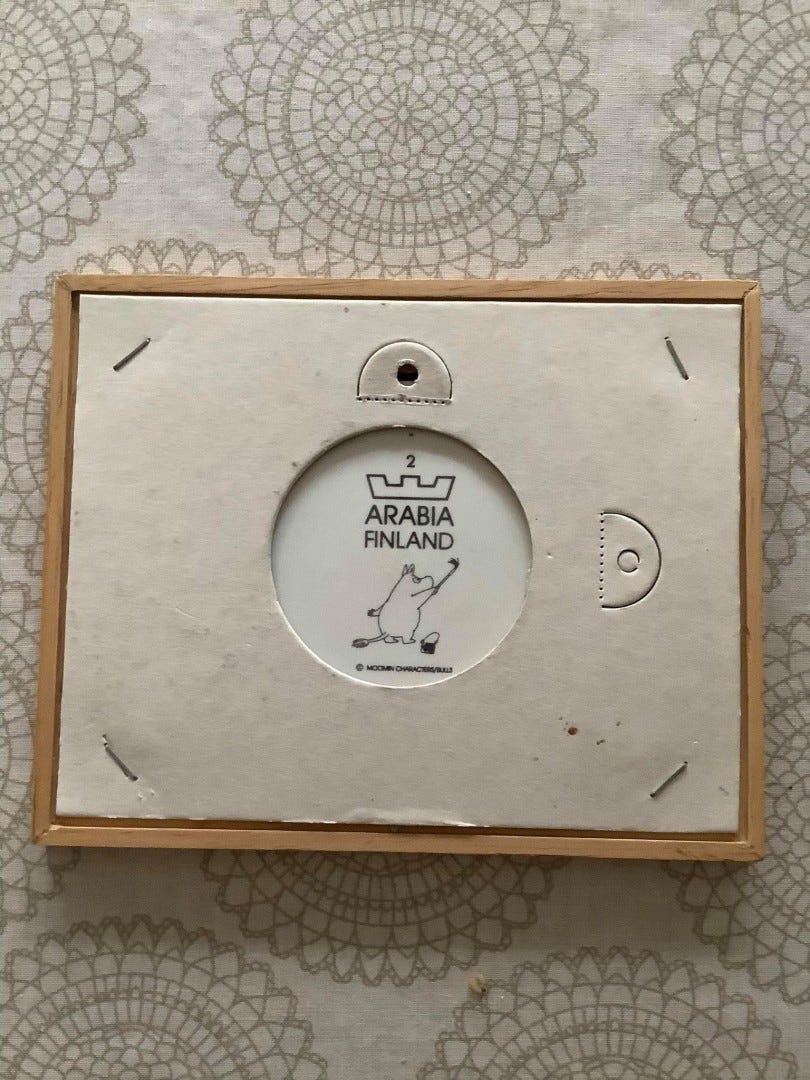 2
ARABIA
FINLAND
© MOOMIN CHARACTERS/BULLS